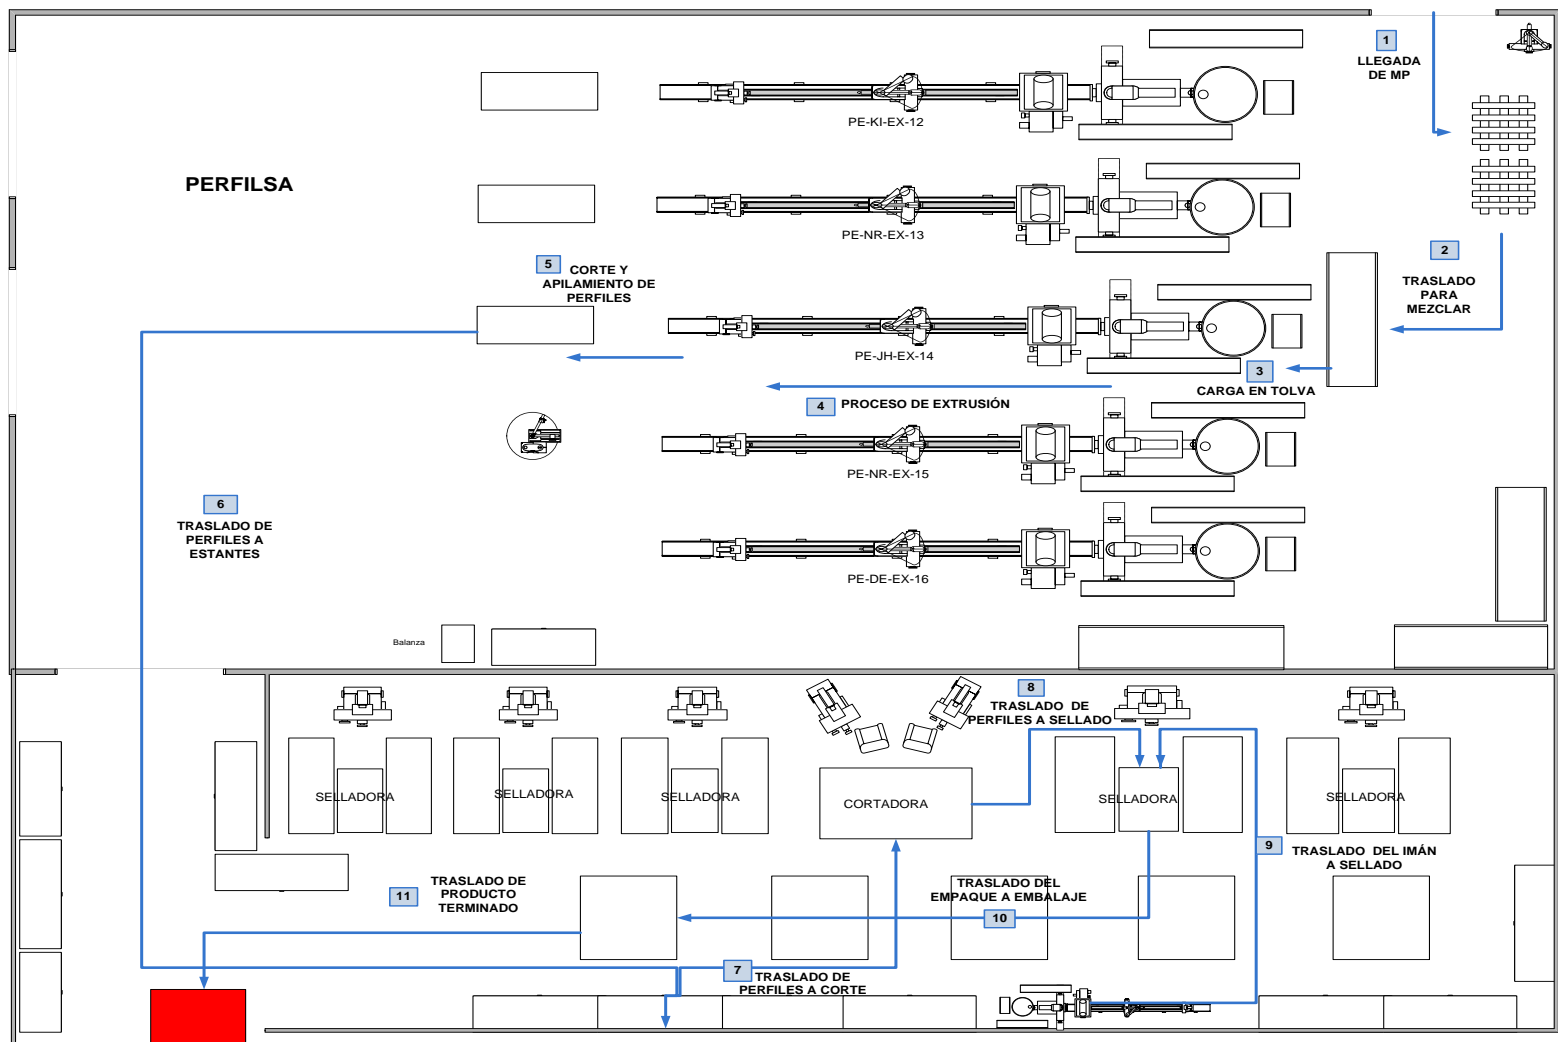 1
LLEGADA
DE MP
PE-KI-EX-12
PERFILSA
PE-NR-EX-13
2
TRASLADO
PARA
MEZCLAR
5
CORTE Y
APILAMIENTO DE
PERFILES
PE-JH-EX-14
3
CARGA EN TOLVA
4
PROCESO DE EXTRUSIÓN
PE-NR-EX-15
6
TRASLADO DE
PERFILES A
ESTANTES
PE-DE-EX-16
Balanza
8
TRASLADO DE
PERFILES A SELLADO
SELLADORA
SELLADORA
SELLADORA
CORTADORA
SELLADORA
SELLADORA
9
TRASLADO DEL IMÁN
A SELLADO
11
TRASLADO DE
PRODUCTO
TERMINADO
TRASLADO DEL
EMPAQUE A EMBALAJE
10
7
TRASLADO DE
PERFILES A CORTE